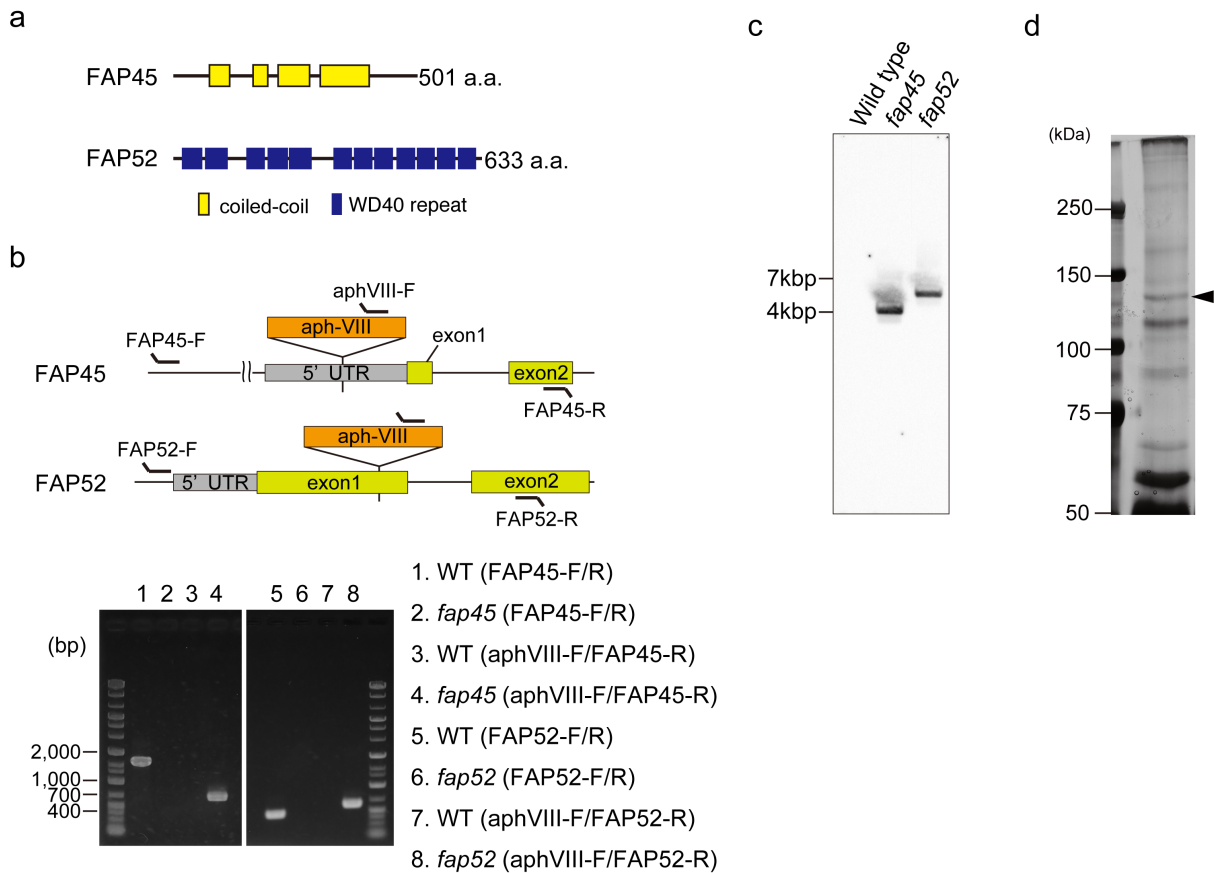 a
FAP45
501 a.a.
FAP52
633 a.a.
coiled-coil
WD40 repeat
b
aphVIII-F
FAP45-F
aph-VIII
exon1
FAP45
5' UTR
exon2
FAP45-R
FAP52-F
aph-VIII
FAP52
5' UTR
exon1
exon2
FAP52-R
1 2 3 4
5 6 7 8
(bp)
2,000
1,000
700
400
1. WT (FAP45-F/R)
2. fap45 (FAP45-F/R)
3. WT (aphVIII-F/FAP45-R)
4. fap45 (aphVIII-F/FAP45-R)
5. WT (FAP52-F/R)
6. fap52 (FAP52-F/R)
7. WT (aphVIII-F/FAP52-R)
8. fap52 (aphVIII-F/FAP52-R)
c
Wild type
fap45
fap52
7kbp
4kbp
d
(kDa)
250
150
100
75
50